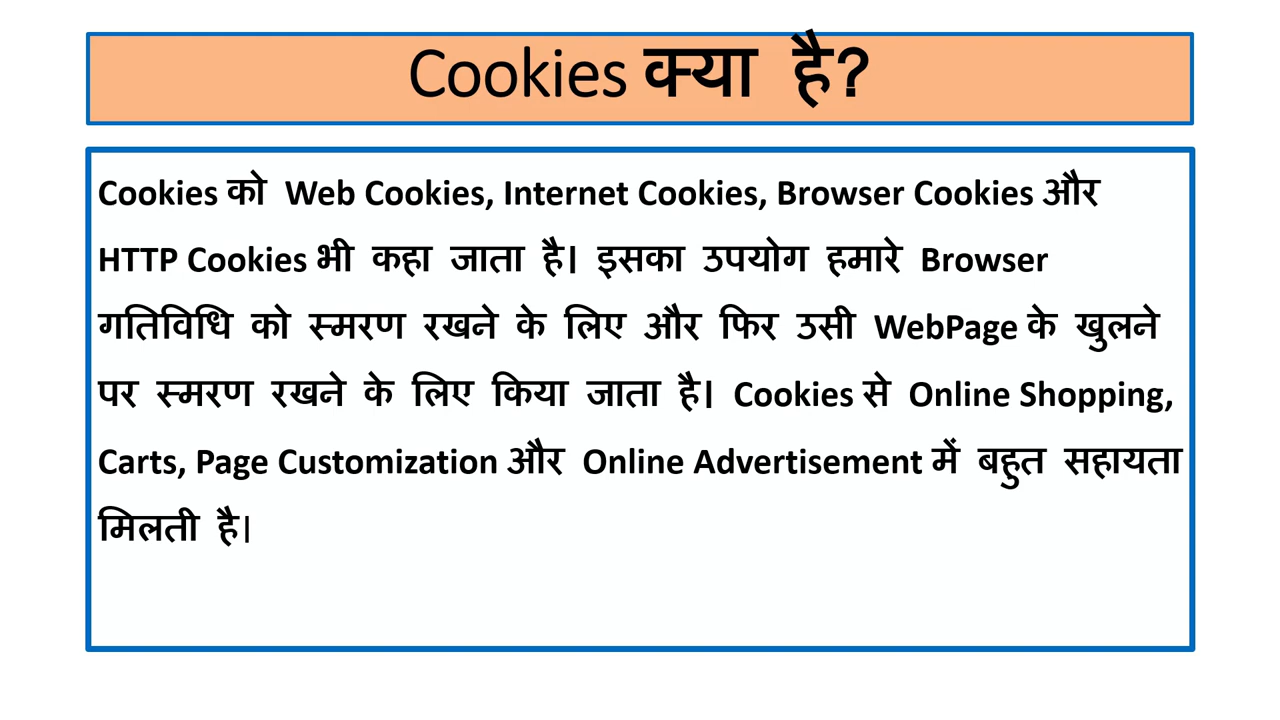 Cookies क्या है?
Cookies को Web Cookies, Internet Cookies, Browser Cookies और
HTTP Cookies भी कहा जाता है। इसका उपयोग हमारे Browser
गतिविधि को स्मरण रखने के लिए और फिर उसी WebPage के खुलने
पर स्मरण रखने के लिए किया जाता है। Cookies से Online Shopping,
Carts, Page Customization और Online Advertisement में बहुत सहायता
मिलती है।